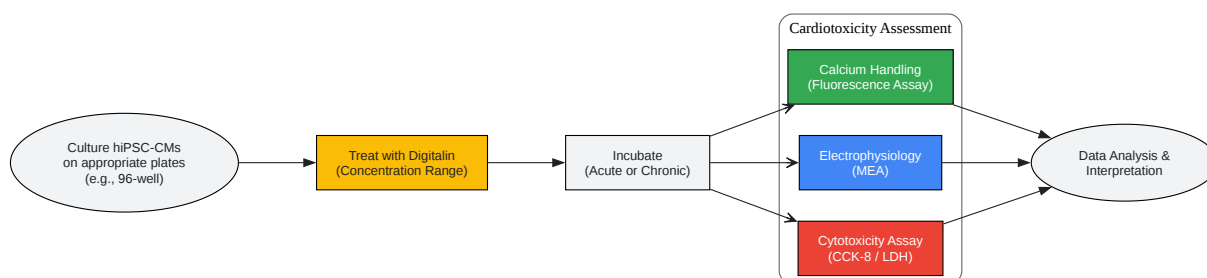 Culture hiPSC-CMs
on appropriate plates
(e.g., 96-well)
Treat with Digitalin
(Concentration Range)
Incubate
(Acute or Chronic)
Cardiotoxicity Assessment
Calcium Handling
(Fluorescence Assay)
Electrophysiology
(MEA)
Cytotoxicity Assay
(CCK-8 / LDH)
Data Analysis &
Interpretation